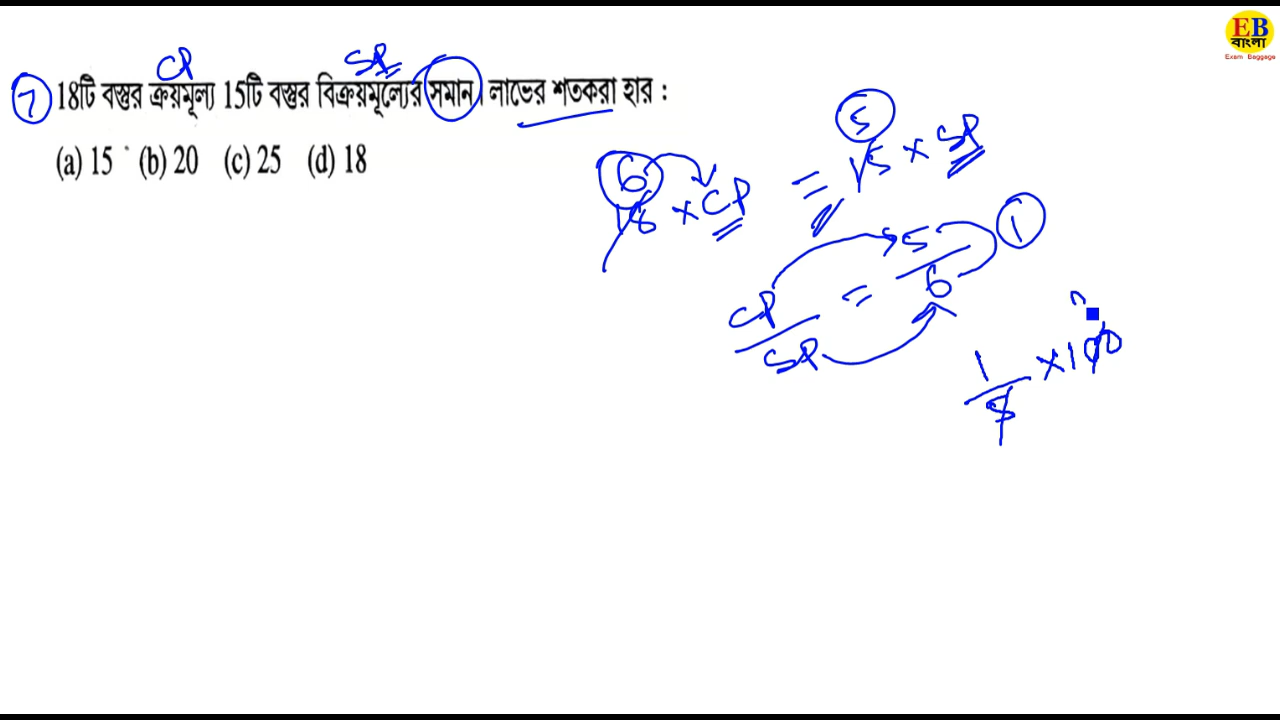 EB
বাংলা
Exam Baggage
CP SP
7 18টি বস্তুর ক্রয়মূল্য 15টি বস্তুর বিক্রয়মূল্যের সমান। লাভের শতকরা হার :
(a) 15 (b) 20 (c) 25 (d) 18
6 5
18 × CP = 15 × SP
CP/SP = 5/6 1
1/5 × 100